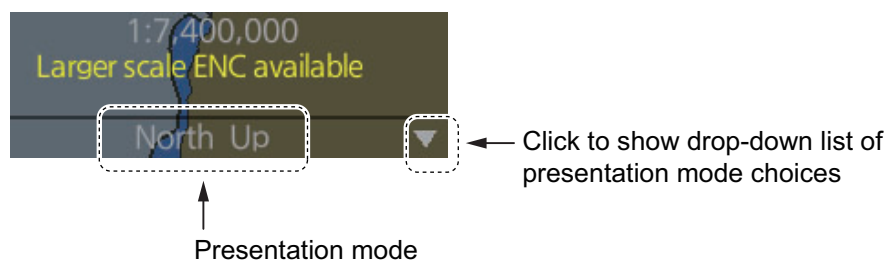 1:7,400,000
Larger scale ENC available
North Up
Click to show drop-down list of
presentation mode choices
Presentation mode